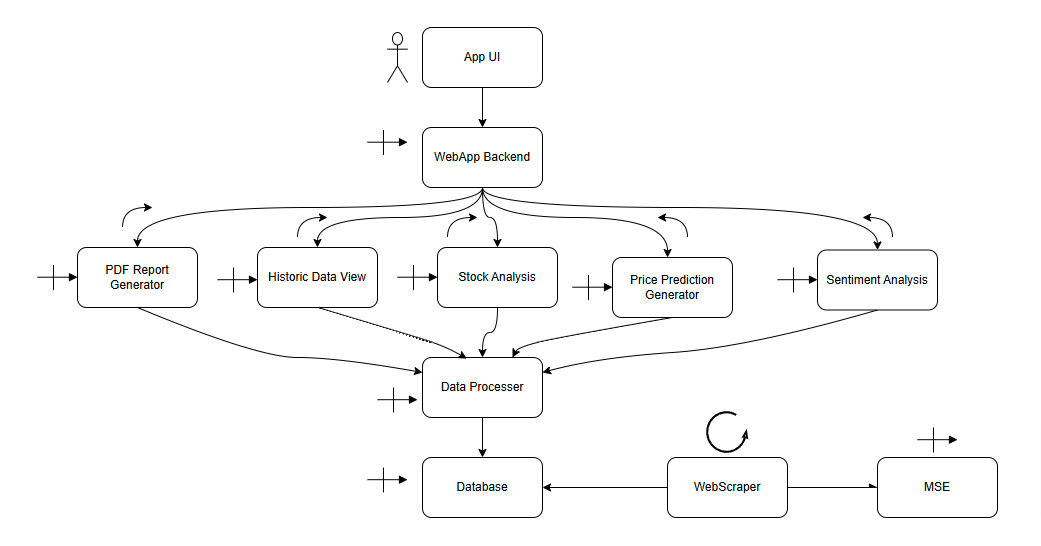 App UI
WebApp Backend
PDF Report
Generator
Historic Data View
Stock Analysis
Price Prediction
Generator
Sentiment Analysis
Data Processer
Database
WebScraper
MSE